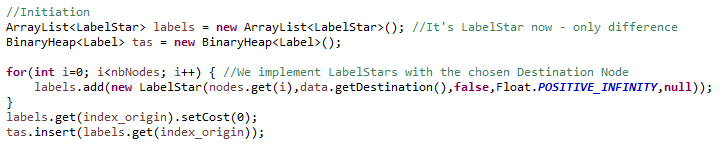 //Initiation
ArrayList<LabelStar> labels = new ArrayList<LabelStar>(); //It's LabelStar now - only difference
BinaryHeap<Label> tas = new BinaryHeap<Label>();
for(int i=0; i<nbNodes; i++) { //We implement LabelStars with the chosen Destination Node
labels.add(new LabelStar(nodes.get(i),data.getDestination(),false,Float.POSITIVE_INFINITY,null));
}
labels.get(index_origin).setCost(0);
tas.insert(labels.get(index_origin));